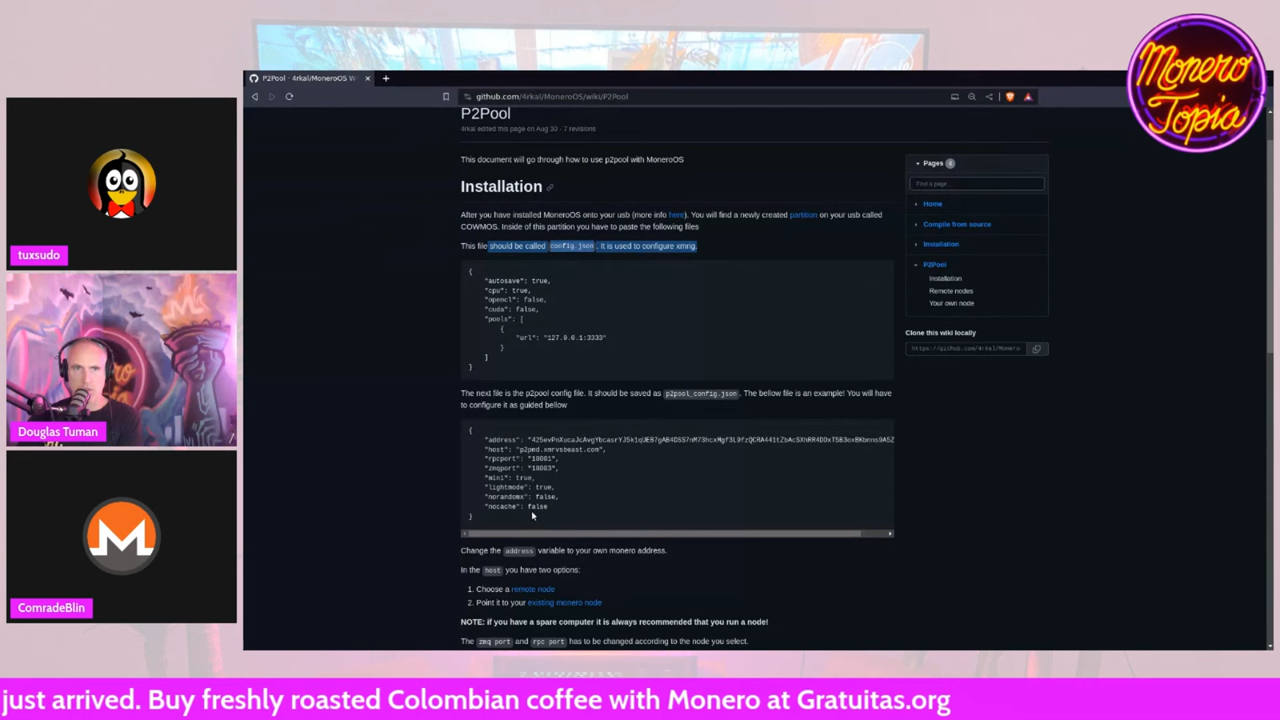 P2Pool · 4rkal/MoneroOS W
github.com/4rkal/MoneroOS/wiki/P2Pool
Monero
Topia
P2Pool
4rkal edited this page on Aug 30 · 7 revisions
This document will go through how to use p2pool with MoneroOS
Installation
After you have installed MoneroOS onto your usb (more info here). You will find a newly created partition on your usb called
COWMOS. Inside of this partition you have to paste the following files
This file should be called config.json . It is used to configure xmrig.
{
"autosave": true,
"cpu": true,
"opencl": false,
"cuda": false,
"pools": [
{
"url": "127.0.0.1:3333"
}
]
}
The next file is the p2pool config file. It should be saved as p2pool_config.json. The bellow file is an example! You will have
to configure it as guided bellow
{
"address":
"host": "p2pmd.xmrvsbeast.com",
"rpcport": "18081",
"zmqport": "18083",
"mini": true,
"lightmode": true,
"norandomx": false,
"nocache": false
}
Change the address variable to your own monero address.
In the host you have two options:
1. Choose a remote node
2. Point it to your existing monero node
NOTE: if you have a spare computer it is always recommended that you run a node!
The zmq port and rpc port has to be changed according to the node you select.
Pages 4
Find a page...
Home
Compile from source
Installation
P2Pool
Installation
Remote nodes
Your own node
Clone this wiki locally
https://github.com/4rkal/Monero
tuxsudo
Douglas Tuman
ComradeBlin
just arrived. Buy freshly roasted Colombian coffee with Monero at Gratuitas.org